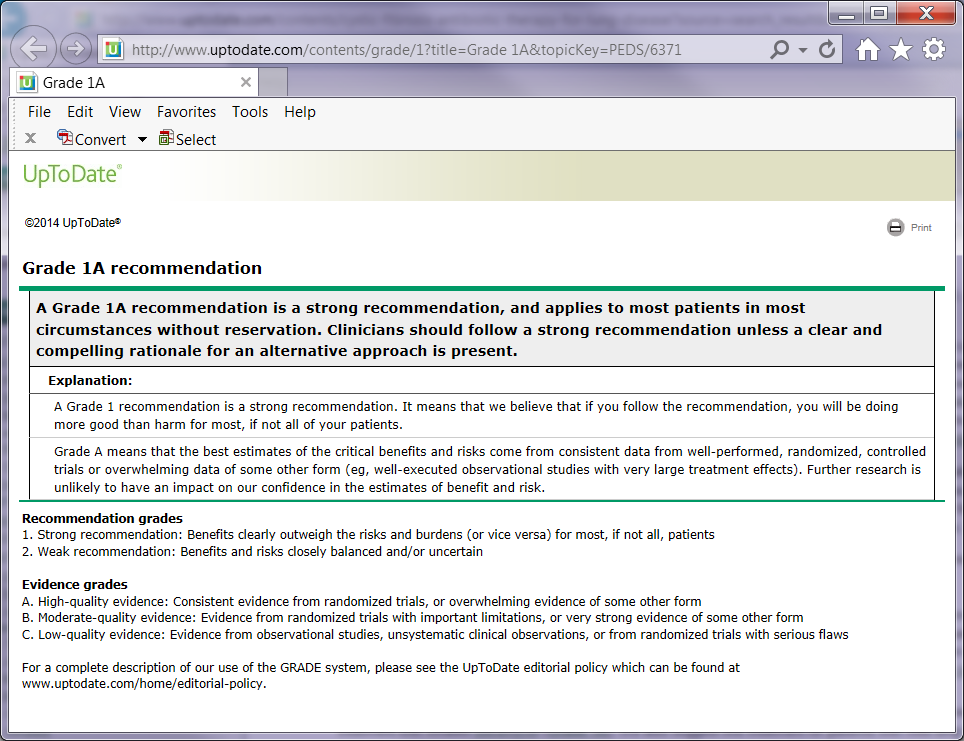 http://www.uptodate.com/contents/grade/1?title=Grade 1A&topicKey=PEDS/6371
Grade 1A
File Edit View Favorites Tools Help
x Convert Select
UpToDate®
©2014 UpToDate®
Print
Grade 1A recommendation
A Grade 1A recommendation is a strong recommendation, and applies to most patients in most
circumstances without reservation. Clinicians should follow a strong recommendation unless a clear and
compelling rationale for an alternative approach is present.
Explanation:
A Grade 1 recommendation is a strong recommendation. It means that we believe that if you follow the recommendation, you will be doing
more good than harm for most, if not all of your patients.
Grade A means that the best estimates of the critical benefits and risks come from consistent data from well-performed, randomized, controlled
trials or overwhelming data of some other form (eg, well-executed observational studies with very large treatment effects). Further research is
unlikely to have an impact on our confidence in the estimates of benefit and risk.
Recommendation grades
1. Strong recommendation: Benefits clearly outweigh the risks and burdens (or vice versa) for most, if not all, patients
2. Weak recommendation: Benefits and risks closely balanced and/or uncertain
Evidence grades
A. High-quality evidence: Consistent evidence from randomized trials, or overwhelming evidence of some other form
B. Moderate-quality evidence: Evidence from randomized trials with important limitations, or very strong evidence of some other form
C. Low-quality evidence: Evidence from observational studies, unsystematic clinical observations, or from randomized trials with serious flaws
For a complete description of our use of the GRADE system, please see the UpToDate editorial policy which can be found at
www.uptodate.com/home/editorial-policy.